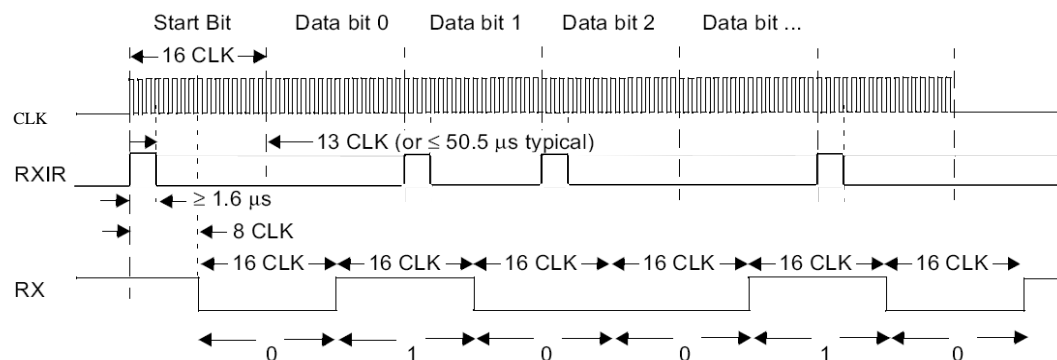 Start Bit Data bit 0 Data bit 1 Data bit 2 Data bit ...
16 CLK
CLK
13 CLK (or ≤ 50.5 μs typical)
RXIR
≥ 1.6 μs
8 CLK
16 CLK 16 CLK 16 CLK 16 CLK 16 CLK 16 CLK
RX
0 1 0 0 1 0